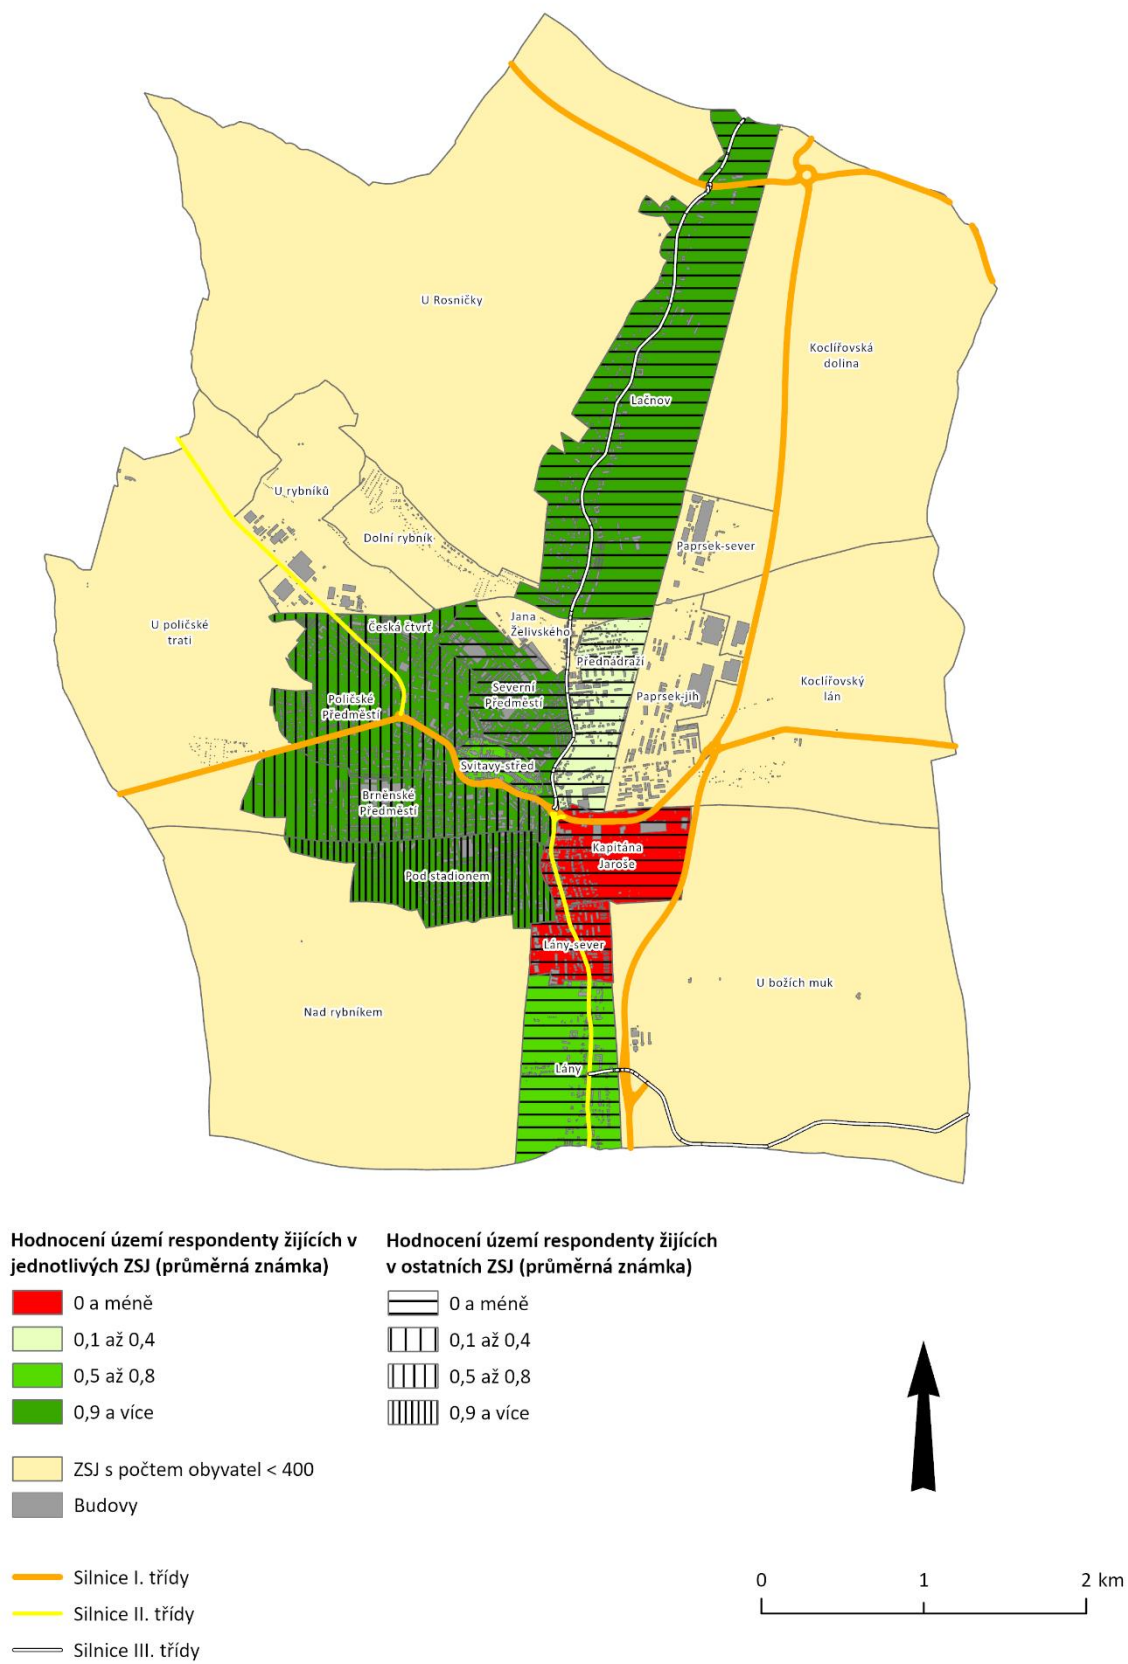 U Rosničky
Koclířovská
dolina
Lačnov
U rybníků
Dolní rybník
Paprsek-sever
U poličské
trati
Česká čtvrť
Jana
Želivského
Přednádraží
Koclířovský
lán
Poličské
Předměstí
Severní
Předměstí
Paprsek-jih
Svitavy-střed
Brněnské
Předměstí
Kapitána
Jaroše
Pod stadionem
Lány-sever
U božích muk
Nad rybníkem
Lány
Hodnocení území respondenty žijících v
jednotlivých ZSJ (průměrná známka)
0 a méně
0,1 až 0,4
0,5 až 0,8
0,9 a více
ZSJ s počtem obyvatel < 400
Budovy
Silnice I. třídy
Silnice II. třídy
Silnice III. třídy
Hodnocení území respondenty žijících
v ostatních ZSJ (průměrná známka)
0 a méně
0,1 až 0,4
0,5 až 0,8
0,9 a více
0 1 2 km